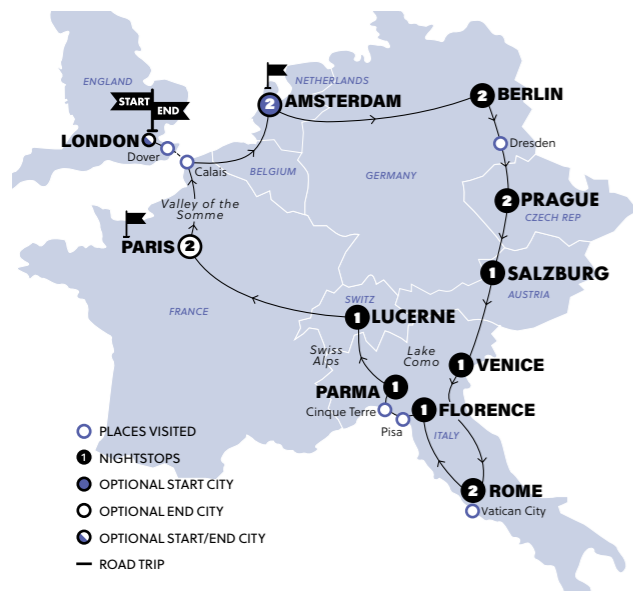 ENGLAND
START
END
LONDON
Dover
Calais
NETHERLANDS
2
AMSTERDAM
BELGIUM
GERMANY
2
BERLIN
Dresden
2
PRAGUE
CZECH REP
Valley of the
Somme
PARIS
2
FRANCE
1
SALZBURG
AUSTRIA
SWITZ
1
LUCERNE
Swiss
Alps
Lake
Como
1
VENICE
PARMA
1
Cinque Terre
Pisa
1
FLORENCE
ITALY
2
ROME
Vatican City
PLACES VISITED
1 NIGHTSTOPS
OPTIONAL START CITY
OPTIONAL END CITY
OPTIONAL START/END CITY
ROAD TRIP